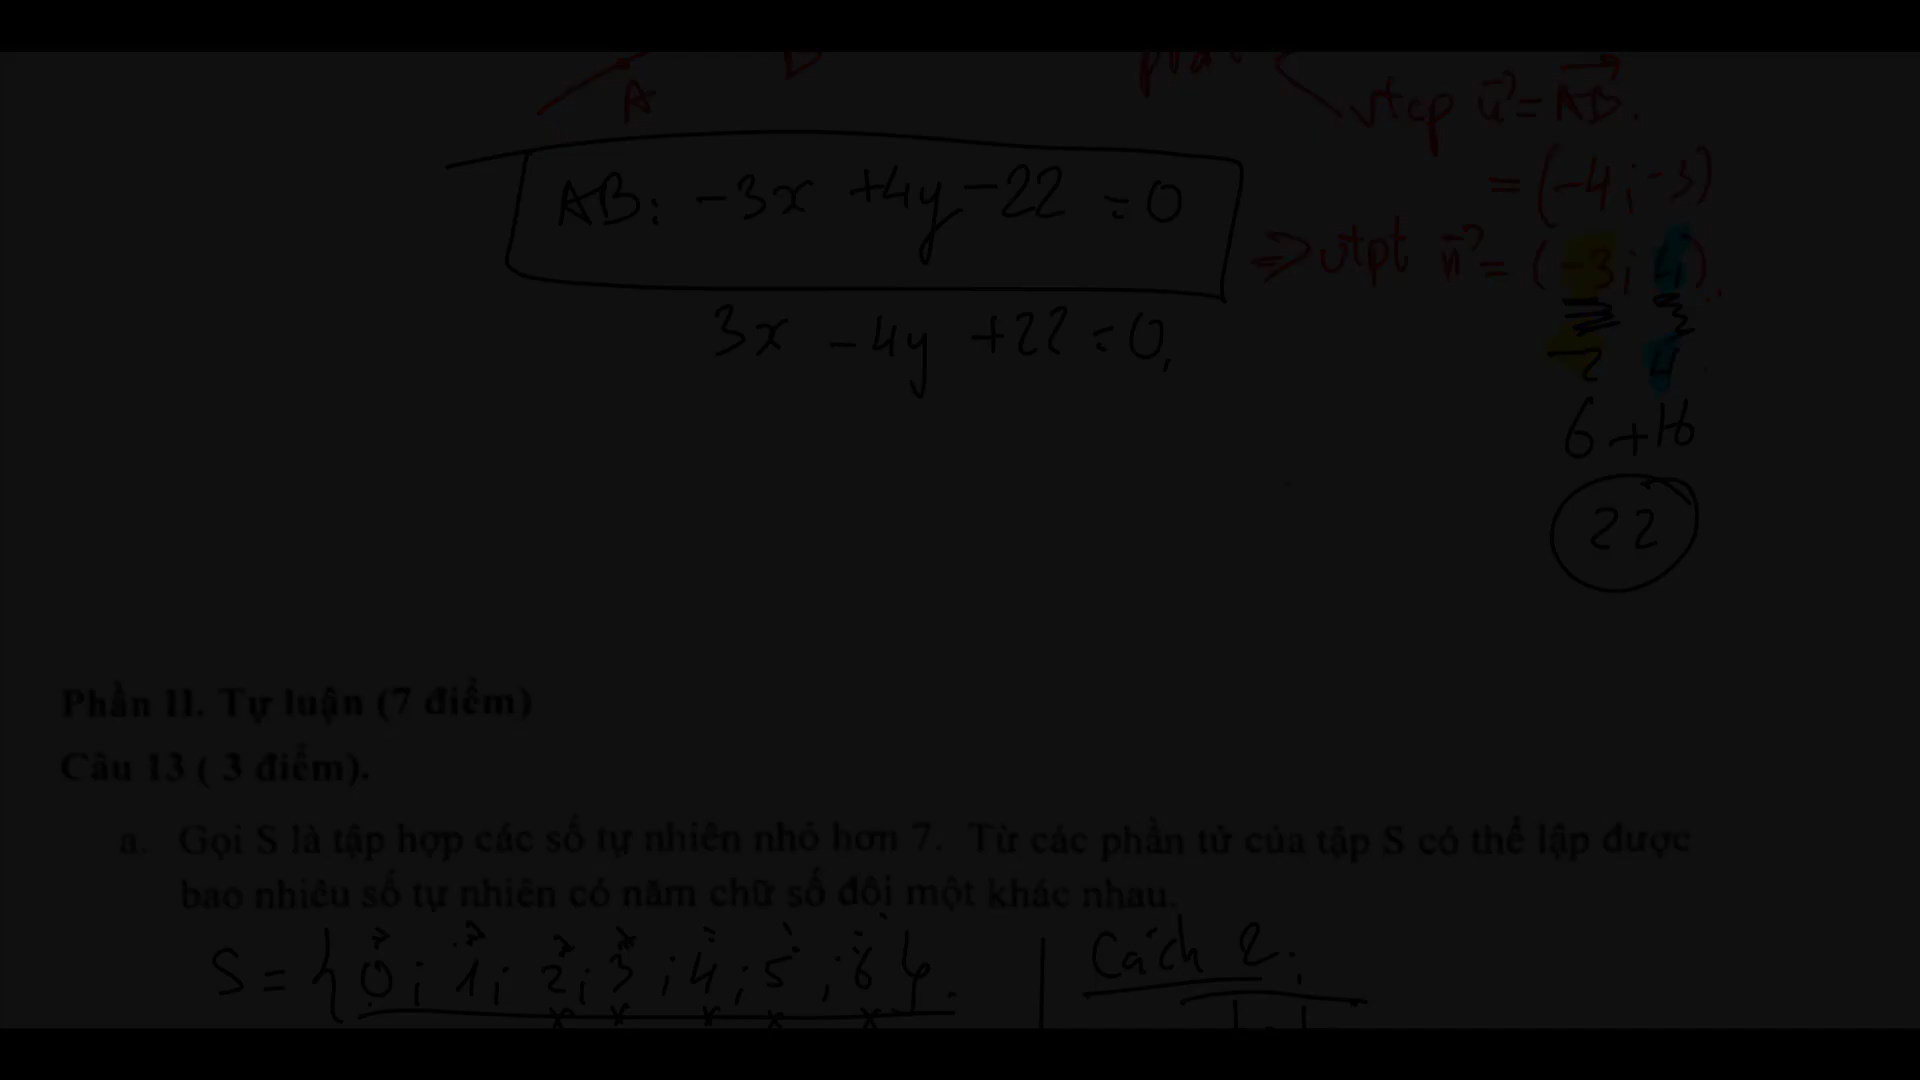 A
vtcp u = AB.
= (-4; -3)
AB: -3x +4y -22 = 0
=> vtpt n = (-3; 4).
3x - 4y + 22 = 0.
-2 4
6 + 16
22
Phần II. Tự luận (7 điểm)
Câu 13 ( 3 điểm).
a. Gọi S là tập hợp các số tự nhiên nhỏ hơn 7. Từ các phần tử của tập S có thể lập được
bao nhiêu số tự nhiên có năm chữ số đôi một khác nhau.
S = {0; 1; 2; 3; 4; 5; 6}.
Cách 2: